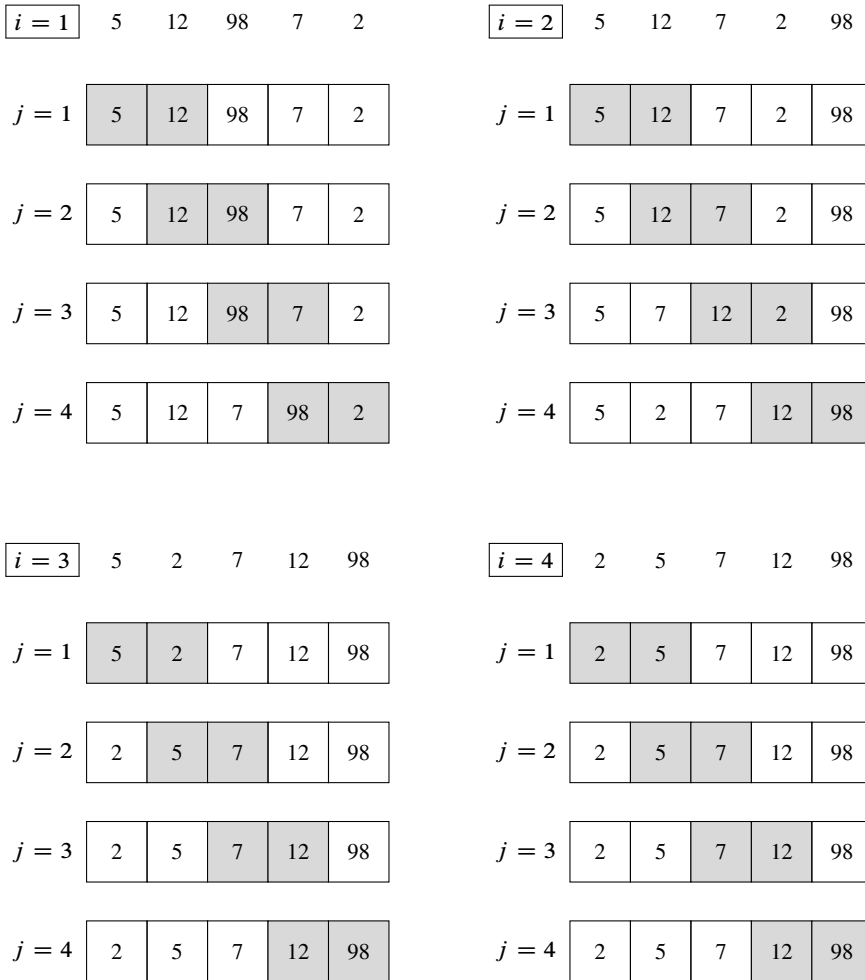 i = 1 5 12 98 7 2
j = 1 5 12 98 7 2
j = 2 5 12 98 7 2
j = 3 5 12 98 7 2
j = 4 5 12 7 98 2
i = 2 5 12 7 2 98
j = 1 5 12 7 2 98
j = 2 5 12 7 2 98
j = 3 5 7 12 2 98
j = 4 5 2 7 12 98
i = 3 5 2 7 12 98
j = 1 5 2 7 12 98
j = 2 2 5 7 12 98
j = 3 2 5 7 12 98
j = 4 2 5 7 12 98
i = 4 2 5 7 12 98
j = 1 2 5 7 12 98
j = 2 2 5 7 12 98
j = 3 2 5 7 12 98
j = 4 2 5 7 12 98